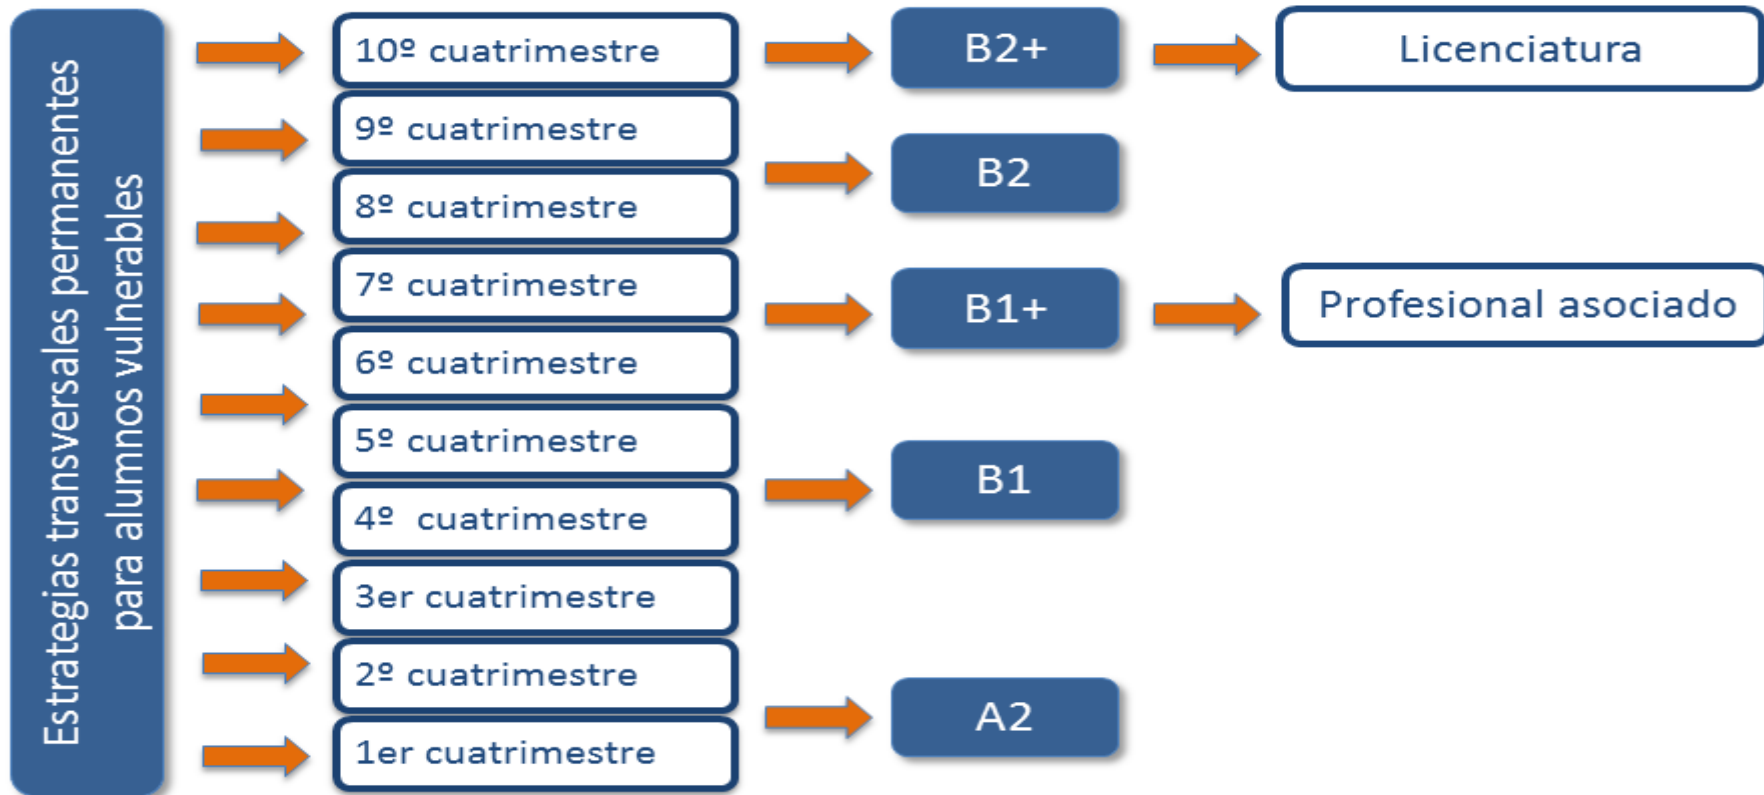 Estrategias transversales permanentes
para alumnos vulnerables
10º cuatrimestre
9º cuatrimestre
8º cuatrimestre
7º cuatrimestre
6º cuatrimestre
5º cuatrimestre
4º cuatrimestre
3er cuatrimestre
2º cuatrimestre
1er cuatrimestre
B2+
B2
B1+
B1
A2
Licenciatura
Profesional asociado